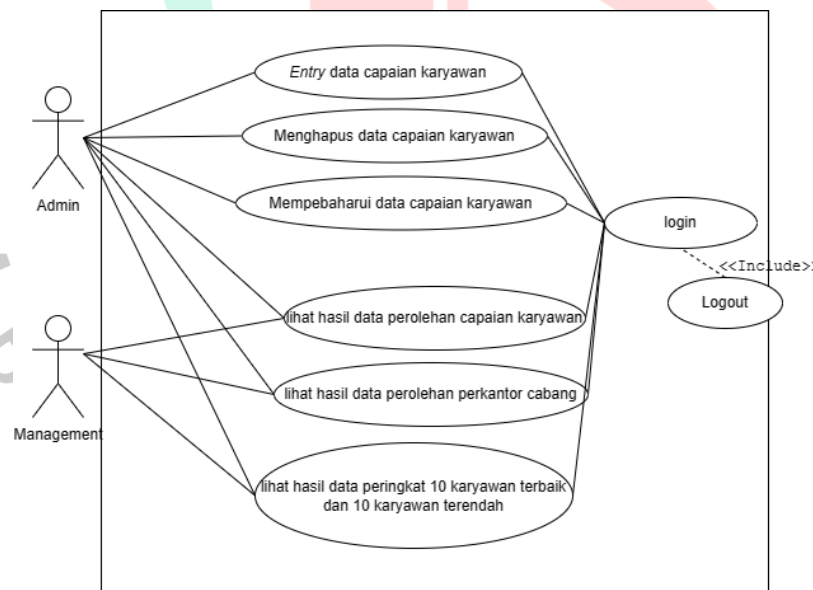 Entry data capaian karyawan
Menghapus data capaian karyawan
Admin
Mempebaharui data capaian karyawan
login
<<Include>>
Logout
lihat hasil data perolehan capaian karyawan
Management
lihat hasil data perolehan perkantor cabang
lihat hasil data peringkat 10 karyawan terbaik
dan 10 karyawan terendah